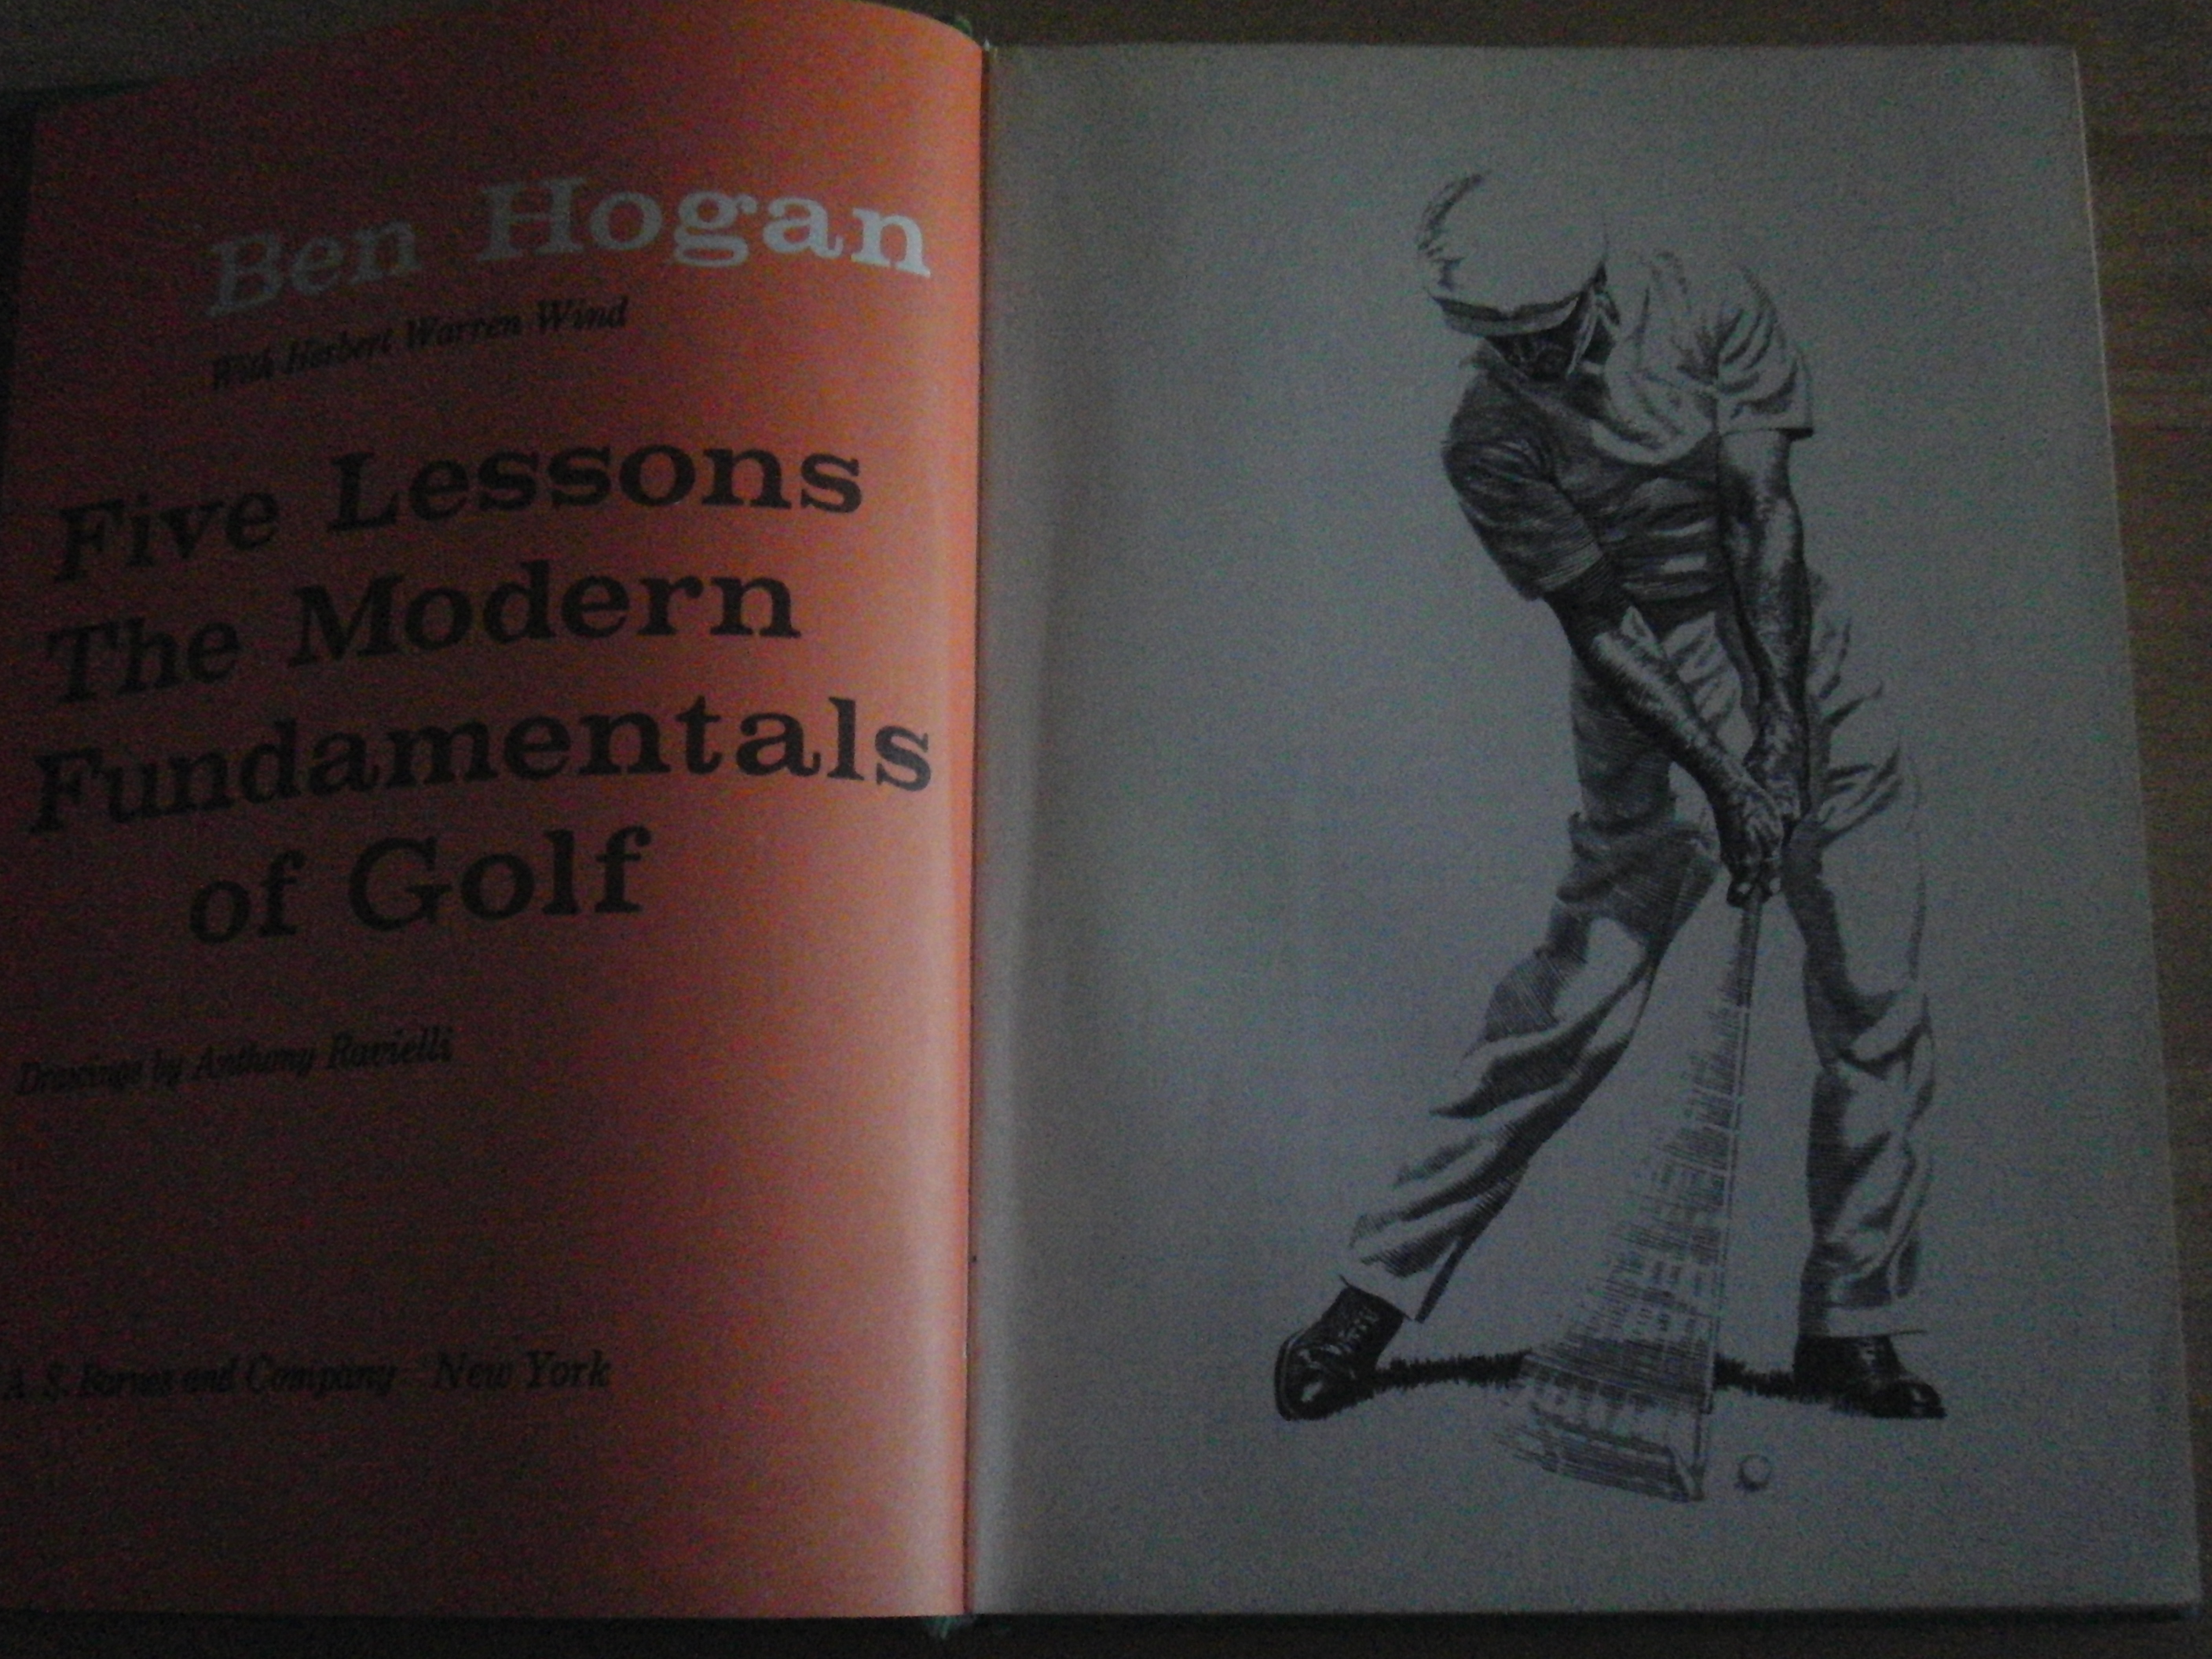 Ben Hogan
With Herbert Warren Wind
Five Lessons
The Modern
Fundamentals
of Golf
Drawings by Anthony Ravielli
A. S. Barnes and Company New York